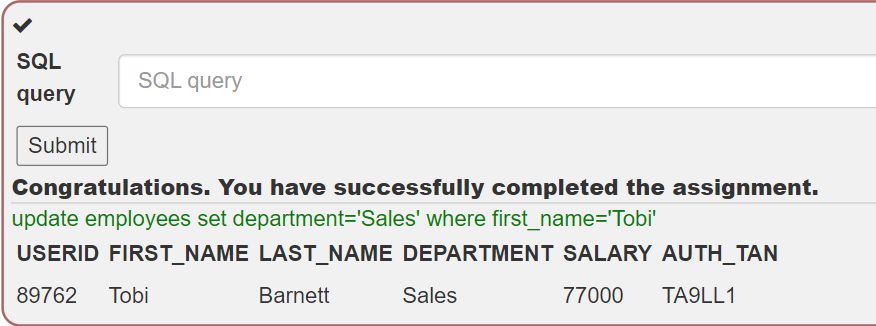 SQL query
SQL query
Submit
Congratulations. You have successfully completed the assignment.
update employees set department='Sales' where first_name='Tobi'
USERID FIRST_NAME LAST_NAME DEPARTMENT SALARY AUTH_TAN
89762 Tobi Barnett Sales 77000 TA9LL1